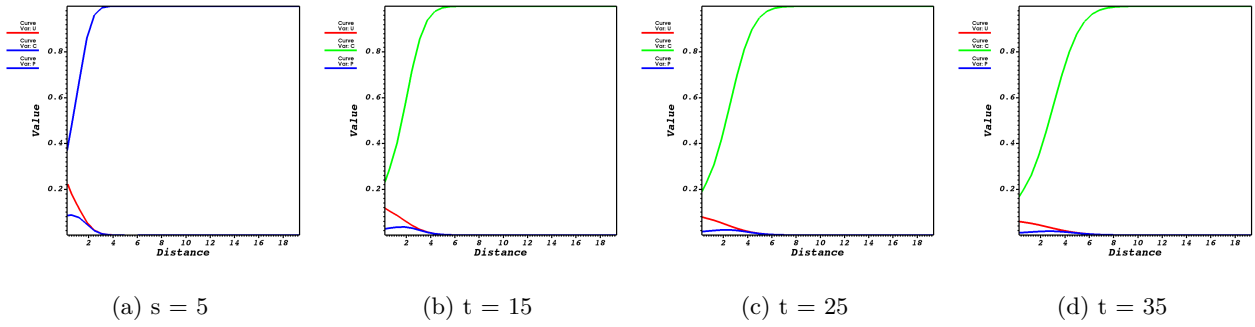 Curve
Var: U
Curve
Var: C
Curve
Var: P
0.8
0.6
0.4
0.2
Value
2 4 6 8 10 12 14 16 18
Distance
(a) s = 5
Curve
Var: U
Curve
Var: C
Curve
Var: P
0.8
0.6
0.4
0.2
Value
2 4 6 8 10 12 14 16 18
Distance
(b) t = 15
Curve
Var: U
Curve
Var: C
Curve
Var: P
0.8
0.6
0.4
0.2
Value
2 4 6 8 10 12 14 16 18
Distance
(c) t = 25
Curve
Var: U
Curve
Var: C
Curve
Var: P
0.8
0.6
0.4
0.2
Value
2 4 6 8 10 12 14 16 18
Distance
(d) t = 35